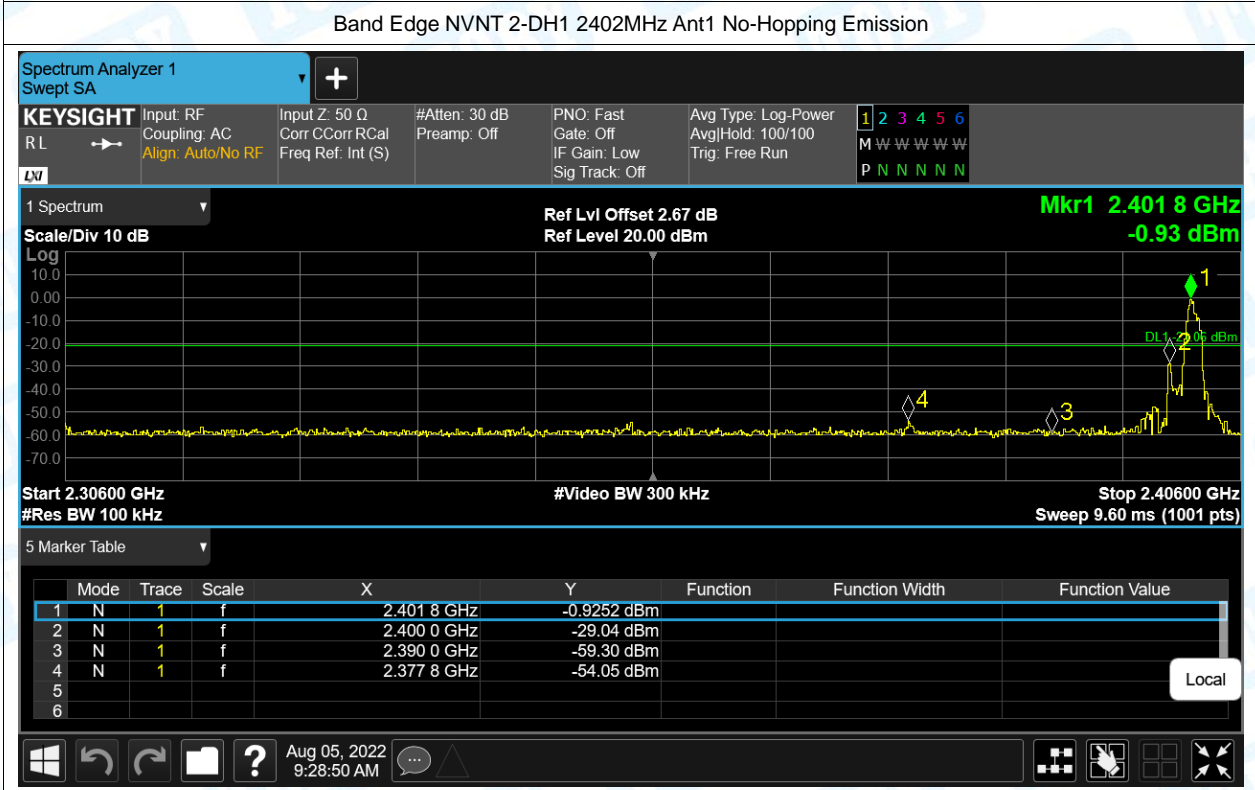 Band Edge NVNT 2-DH1 2402MHz Ant1 No-Hopping Emission
Spectrum Analyzer 1
Swept SA
+
KEYSIGHT
R L
LXI
Input: RF
Coupling: AC
Align: Auto/No RF
Input Z: 50 Ω
Corr CCorr RCal
Freq Ref: Int (S)
#Atten: 30 dB
Preamp: Off
PNO: Fast
Gate: Off
IF Gain: Low
Sig Track: Off
Avg Type: Log-Power
Avg|Hold: 100/100
Trig: Free Run
1 2 3 4 5 6
M W W W W W
P N N N N N
1 Spectrum
Scale/Div 10 dB
Ref Lvl Offset 2.67 dB
Ref Level 20.00 dBm
Mkr1 2.401 8 GHz
-0.93 dBm
Log
10.0
0.00
-10.0
-20.0
-30.0
-40.0
-50.0
-60.0
-70.0
1
2
4
3
Start 2.30600 GHz
#Res BW 100 kHz
#Video BW 300 kHz
Stop 2.40600 GHz
Sweep 9.60 ms (1001 pts)
5 Marker Table
Mode Trace Scale X Y Function Function Width Function Value
1 N 1 f 2.401 8 GHz -0.9252 dBm
2 N 1 f 2.400 0 GHz -29.04 dBm
3 N 1 f 2.390 0 GHz -59.30 dBm
4 N 1 f 2.377 8 GHz -54.05 dBm
5
6
Local
?
Aug 05, 2022
9:28:50 AM